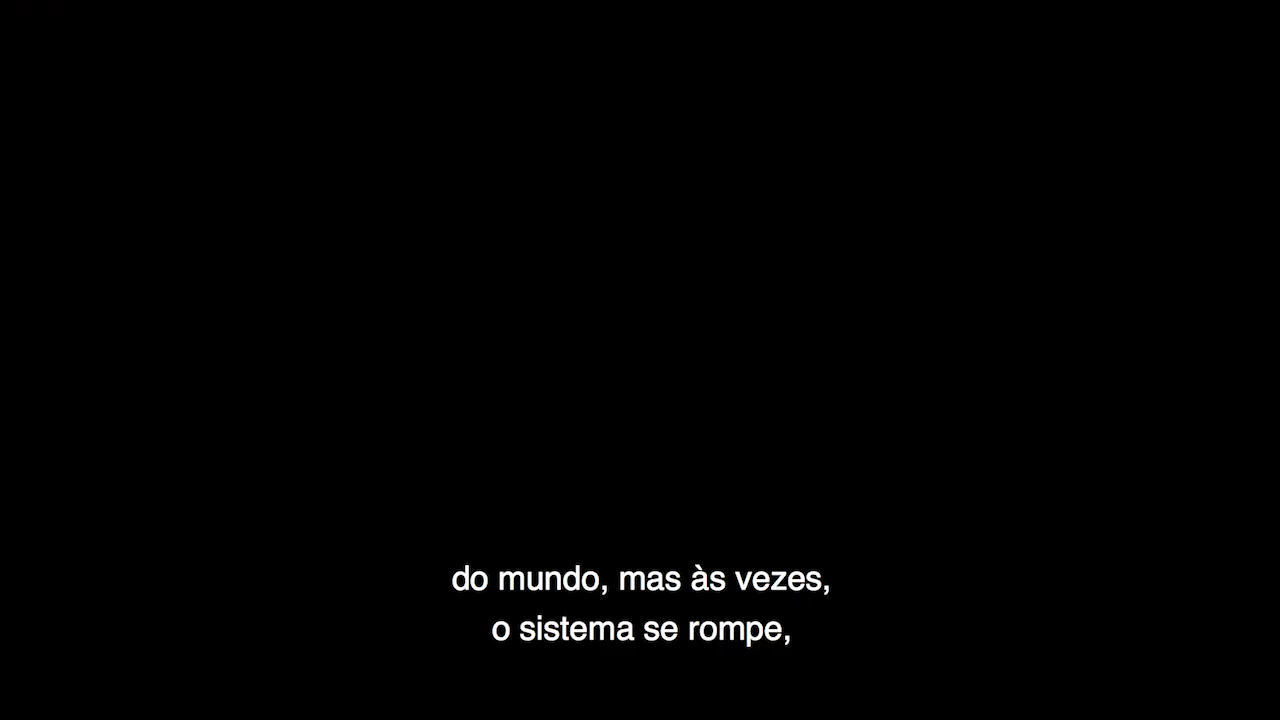 do mundo, mas às vezes,
o sistema se rompe,